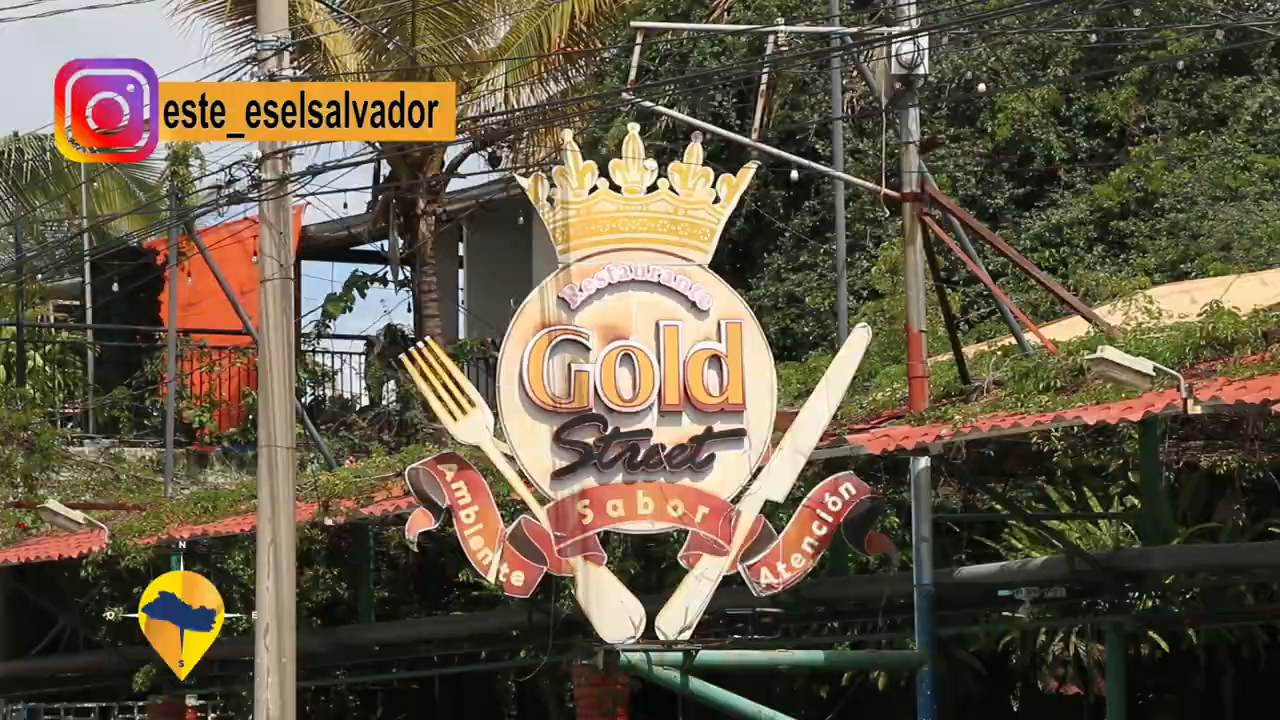 este_eselsalvador
Restaurante
Gold
Street
Sabor
Ambiente
Atención
N
O
E
S